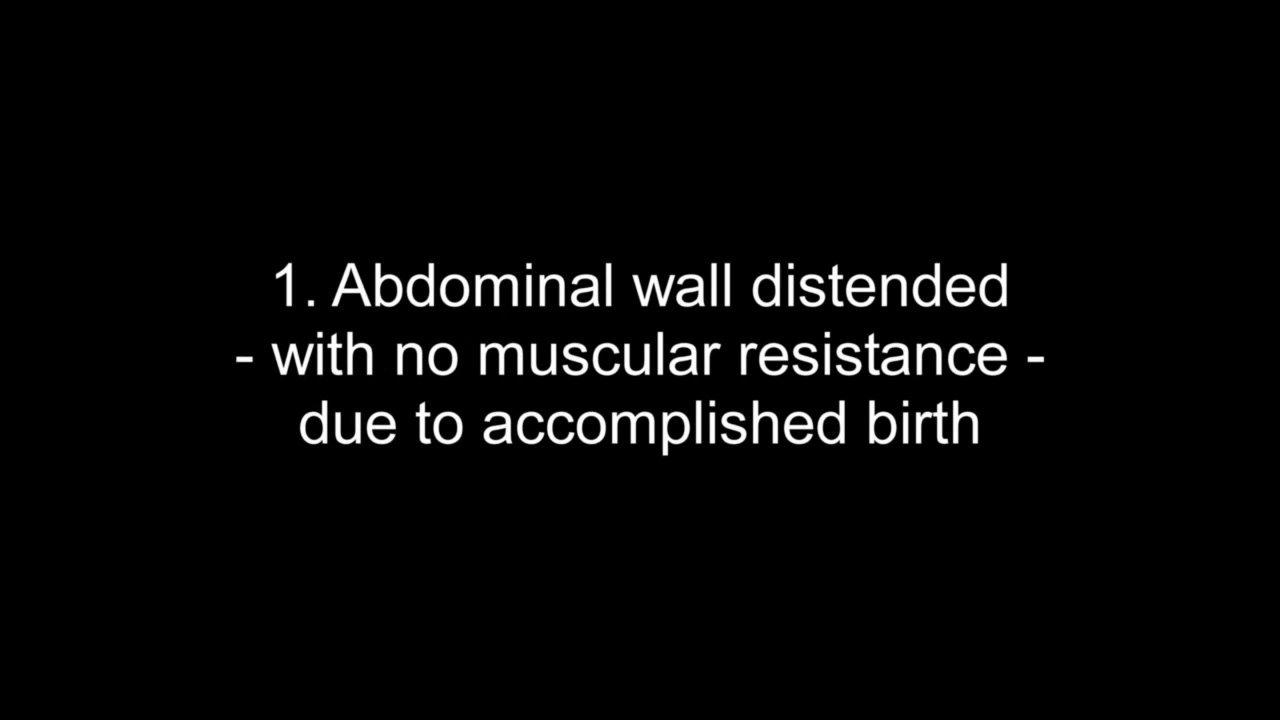 1. Abdominal wall distended
- with no muscular resistance -
due to accomplished birth